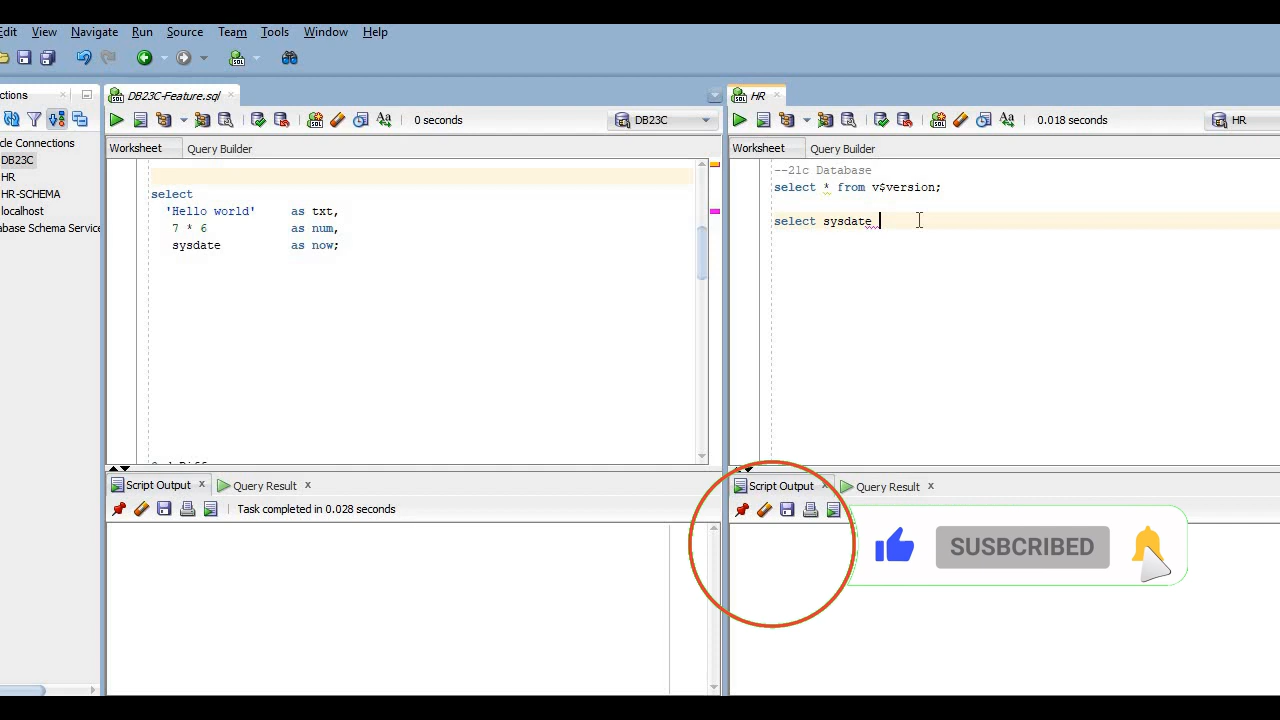 Edit View Navigate Run Source Team Tools Window Help
ctions
DB23C-Feature.sql
HR
0 seconds
DB23C
0.018 seconds
HR
Worksheet Query Builder
Worksheet Query Builder
cle Connections
DB23C
HR
HR-SCHEMA
localhost
Database Schema Service
select
'Hello world' as txt,
7 * 6 as num,
sysdate as now;
--21c Database
select * from v$version;
select sysdate
Script Output
Query Result
Script Output
Query Result
Task completed in 0.028 seconds
SUSBCRIBED